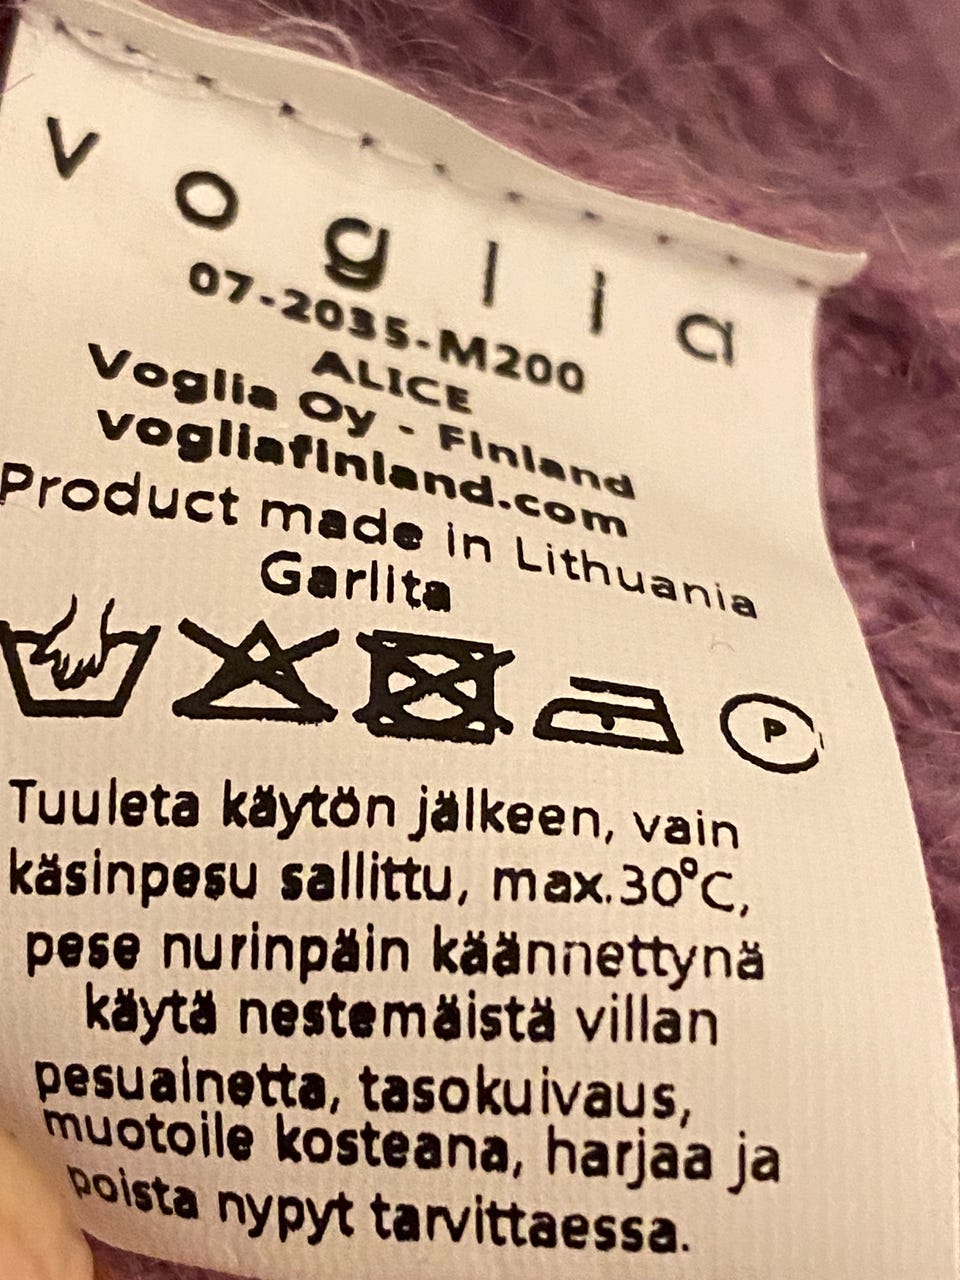 voglia
07-2035-M200
ALICE
Voglia Oy - Finland
vogliafinland.com
Product made in Lithuania
Garlita
P
Tuuleta käytön jälkeen, vain
käsinpesu sallittu, max.30°C,
pese nurinpäin käännettynä
käytä nestemäistä villan
pesuainetta, tasokuivaus,
muotoile kosteana, harjaa ja
poista nypyt tarvittaessa.